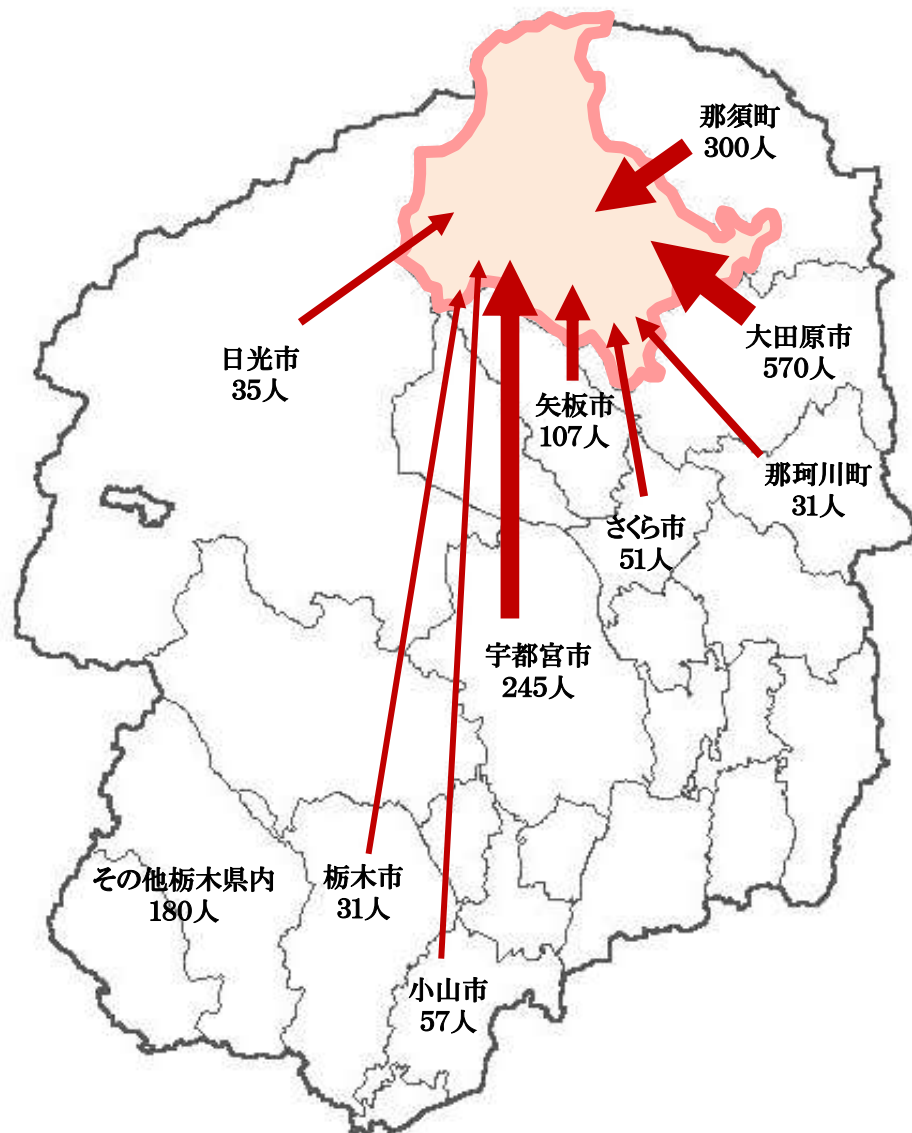 那須町
300人
大田原市
570人
日光市
35人
矢板市
107人
那珂川町
31人
さくら市
51人
宇都宮市
245人
その他栃木県内
180人
栃木市
31人
小山市
57人